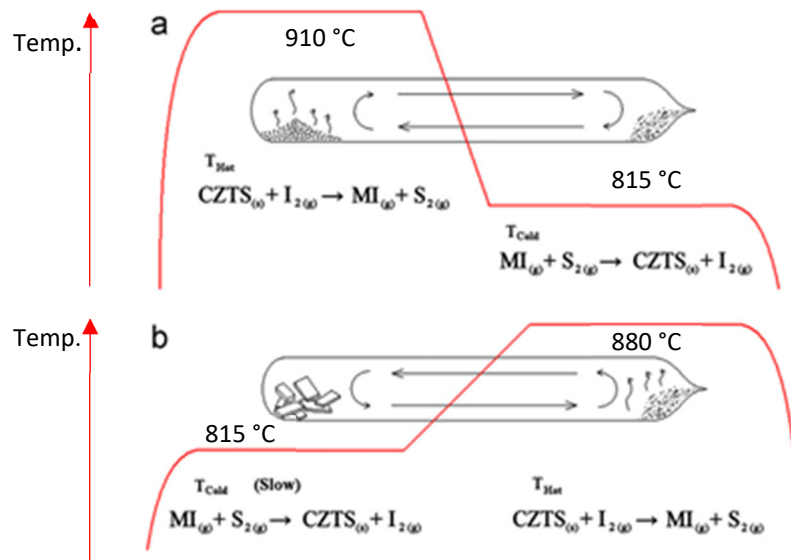 a
Temp.
910 °C
T_Hot
CZTS(s) + I2(g) → MI(g) + S2(g)
815 °C
T_Cold
MI(g) + S2(g) → CZTS(s) + I2(g)
b
Temp.
880 °C
815 °C
T_Cold (Slow)
MI(g) + S2(g) → CZTS(s) + I2(g)
T_Hot
CZTS(s) + I2(g) → MI(g) + S2(g)